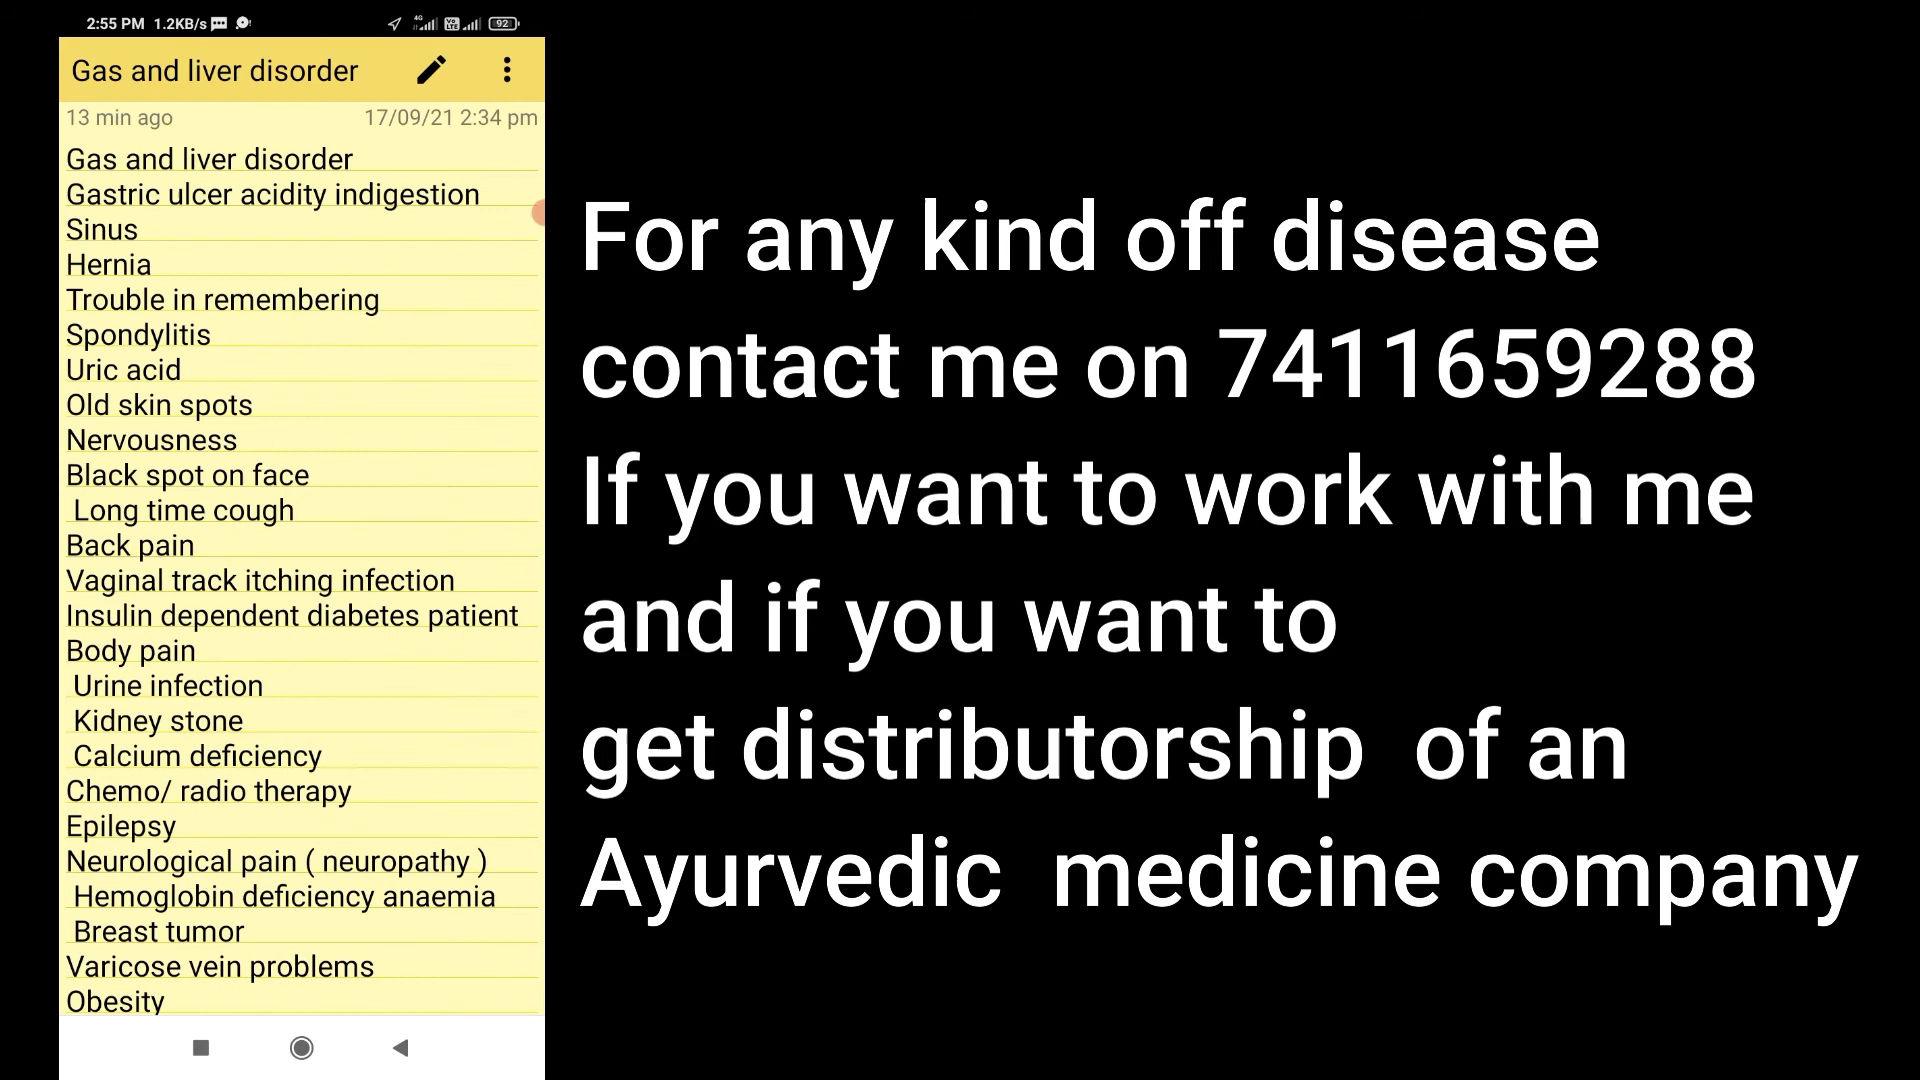 2:55 PM 1.2KB/s
4G
Vo LTE
92
Gas and liver disorder
13 min ago 17/09/21 2:34 pm
Gas and liver disorder
Gastric ulcer acidity indigestion
Sinus
Hernia
Trouble in remembering
Spondylitis
Uric acid
Old skin spots
Nervousness
Black spot on face
Long time cough
Back pain
Vaginal track itching infection
Insulin dependent diabetes patient
Body pain
Urine infection
Kidney stone
Calcium deficiency
Chemo/ radio therapy
Epilepsy
Neurological pain ( neuropathy )
Hemoglobin deficiency anaemia
Breast tumor
Varicose vein problems
Obesity
For any kind off disease
contact me on 7411659288
If you want to work with me
and if you want to
get distributorship of an
Ayurvedic medicine company